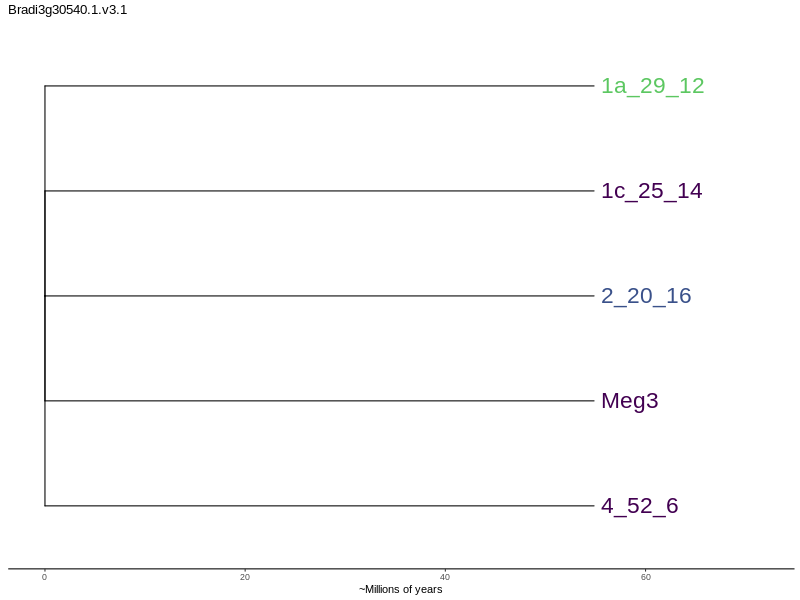 Bradi3g30540.1.v3.1
1a_29_12
1c_25_14
2_20_16
Meg3
4_52_6
0 20 40 60
~Millions of years